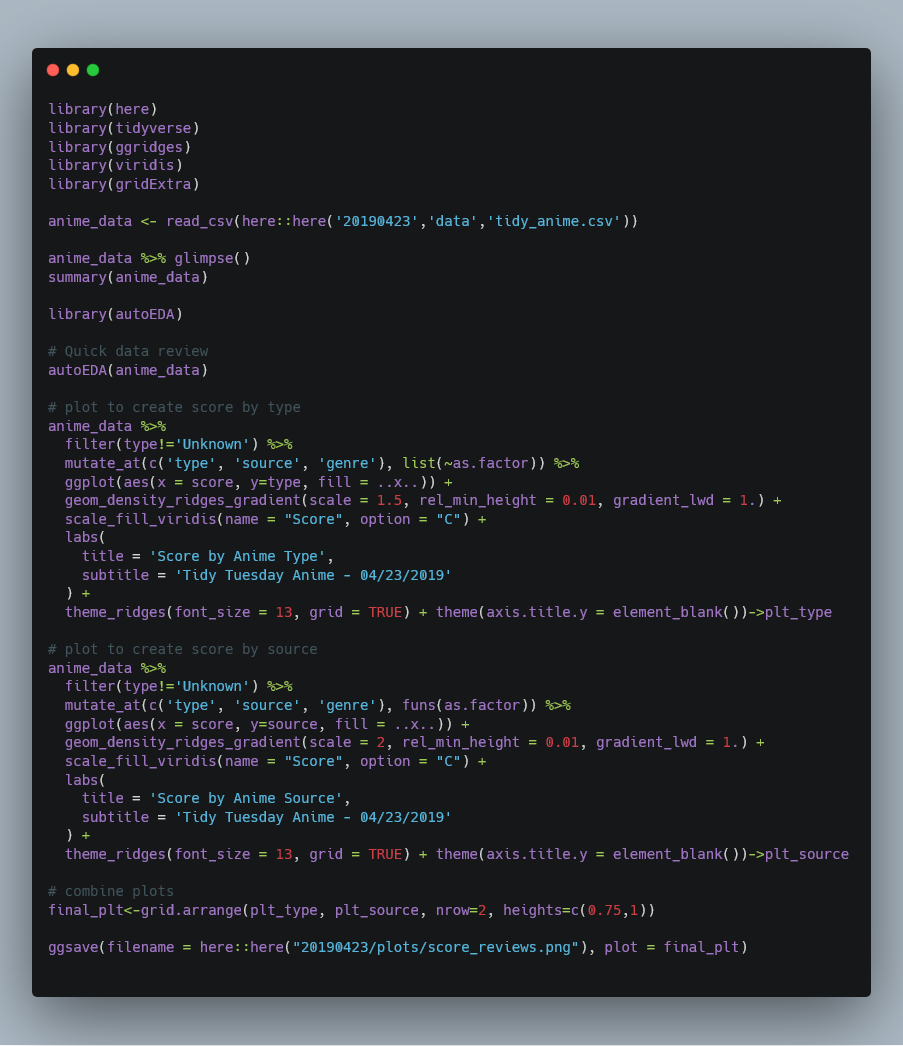 library(here)
library(tidyverse)
library(ggridges)
library(viridis)
library(gridExtra)

anime_data <- read_csv(here::here('20190423','data','tidy_anime.csv'))

anime_data %>% glimpse()
summary(anime_data)

library(autoEDA)

# Quick data review
autoEDA(anime_data)

# plot to create score by type
anime_data %>%
  filter(type!='Unknown') %>%
  mutate_at(c('type', 'source', 'genre'), list(~as.factor)) %>%
  ggplot(aes(x = score, y=type, fill = ..x..)) +
  geom_density_ridges_gradient(scale = 1.5, rel_min_height = 0.01, gradient_lwd = 1.) +
  scale_fill_viridis(name = "Score", option = "C") +
  labs(
    title = 'Score by Anime Type',
    subtitle = 'Tidy Tuesday Anime - 04/23/2019'
  ) +
  theme_ridges(font_size = 13, grid = TRUE) + theme(axis.title.y = element_blank())->plt_type

# plot to create score by source
anime_data %>%
  filter(type!='Unknown') %>%
  mutate_at(c('type', 'source', 'genre'), funs(as.factor)) %>%
  ggplot(aes(x = score, y=source, fill = ..x..)) +
  geom_density_ridges_gradient(scale = 2, rel_min_height = 0.01, gradient_lwd = 1.) +
  scale_fill_viridis(name = "Score", option = "C") +
  labs(
    title = 'Score by Anime Source',
    subtitle = 'Tidy Tuesday Anime - 04/23/2019'
  ) +
  theme_ridges(font_size = 13, grid = TRUE) + theme(axis.title.y = element_blank())->plt_source

# combine plots
final_plt<-grid.arrange(plt_type, plt_source, nrow=2, heights=c(0.75,1))

ggsave(filename = here::here("20190423/plots/score_reviews.png"), plot = final_plt)